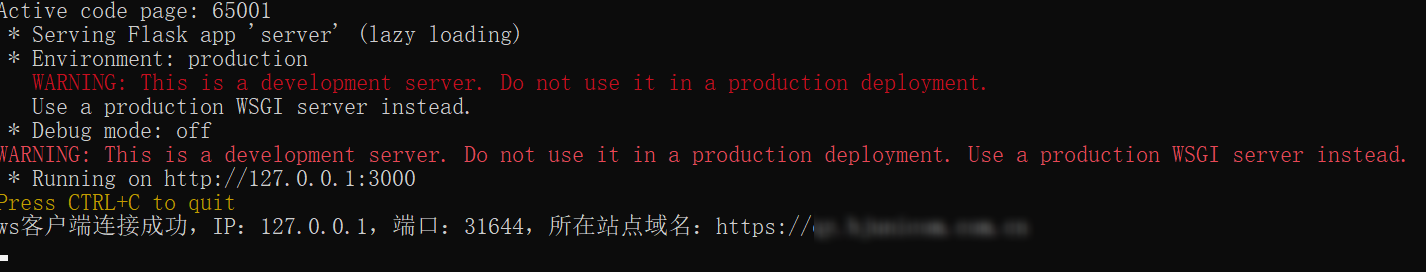 Active code page: 65001
* Serving Flask app 'server' (lazy loading)
* Environment: production
WARNING: This is a development server. Do not use it in a production deployment.
Use a production WSGI server instead.
* Debug mode: off
WARNING: This is a development server. Do not use it in a production deployment. Use a production WSGI server instead.
* Running on http://127.0.0.1:3000
Press CTRL+C to quit
ws客户端连接成功，IP：127.0.0.1，端口：31644，所在站点域名：https://